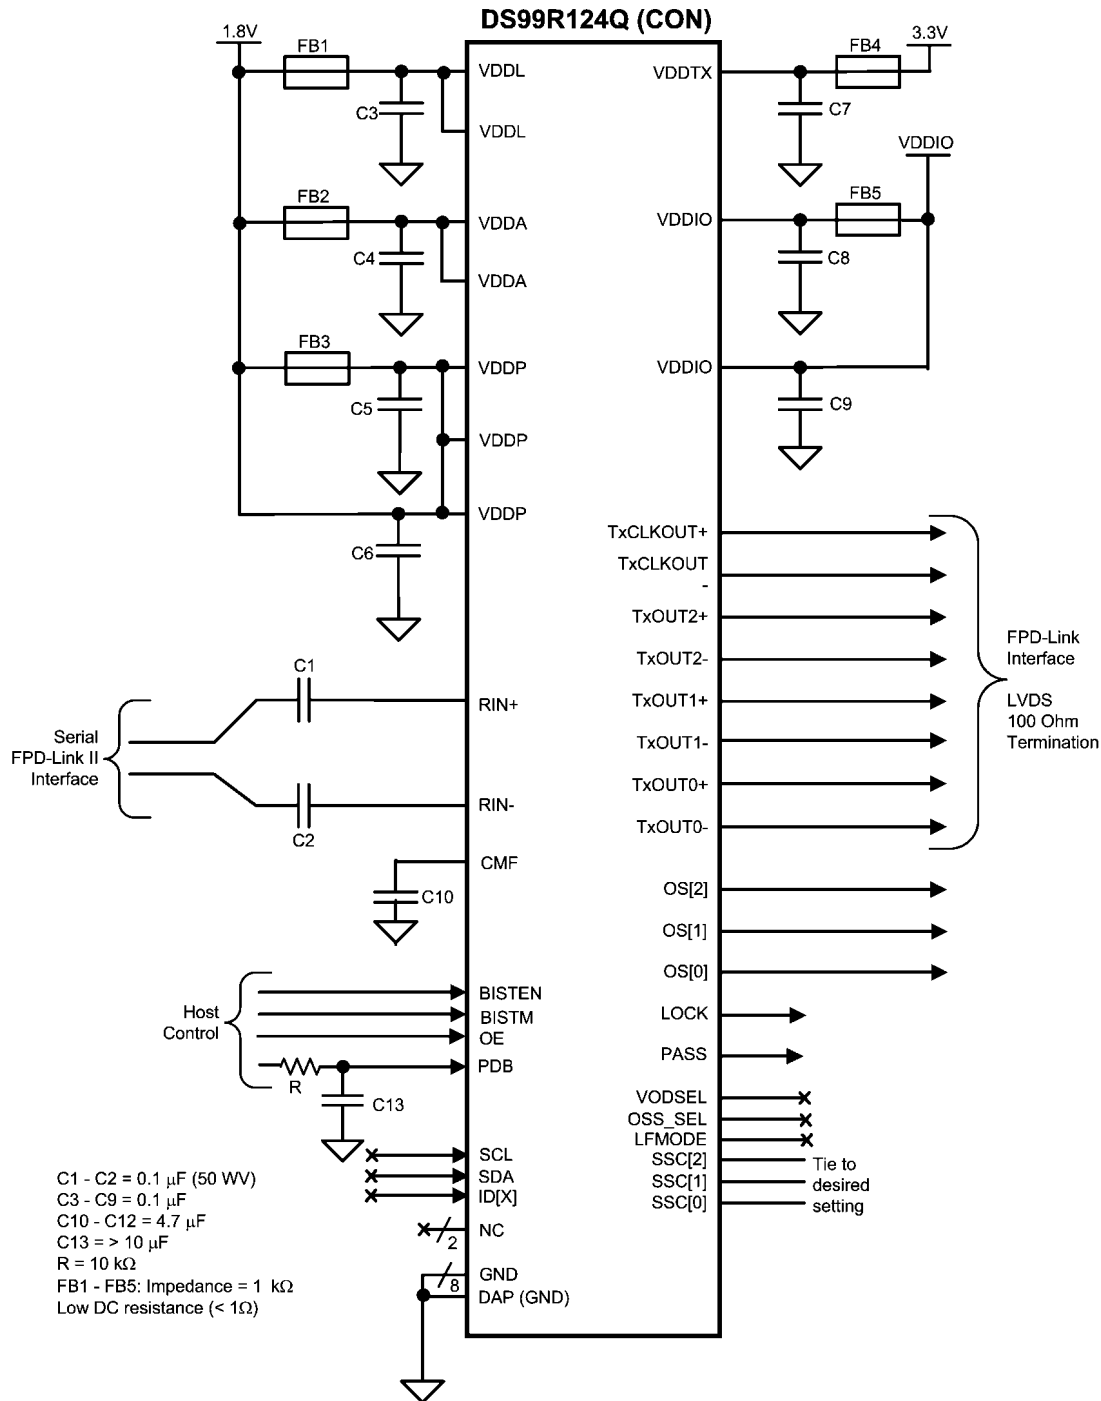 DS99R124Q (CON)
1.8V
FB1
C3
VDDL
VDDL
FB2
C4
VDDA
VDDA
FB3
C5
VDDP
VDDP
VDDP
C6
C1
RIN+
Serial
FPD-Link II
Interface
C2
RIN-
CMF
C10
Host
Control
BISTEN
BISTM
OE
PDB
R
C13
SCL
SDA
ID[X]
NC
2
GND
8
DAP (GND)
VDDTX
FB4
3.3V
C7
VDDIO
VDDIO
FB5
C8
VDDIO
C9
TxCLKOUT+
TxCLKOUT
-
TxOUT2+
TxOUT2-
TxOUT1+
TxOUT1-
TxOUT0+
TxOUT0-
FPD-Link
Interface
LVDS
100 Ohm
Termination
OS[2]
OS[1]
OS[0]
LOCK
PASS
VODSEL
OSS_SEL
LFMODE
SSC[2]
SSC[1]
SSC[0]
Tie to
desired
setting
C1 - C2 = 0.1 μF (50 WV)
C3 - C9 = 0.1 μF
C10 - C12 = 4.7 μF
C13 = > 10 μF
R = 10 kΩ
FB1 - FB5: Impedance = 1 kΩ
Low DC resistance (< 1Ω)